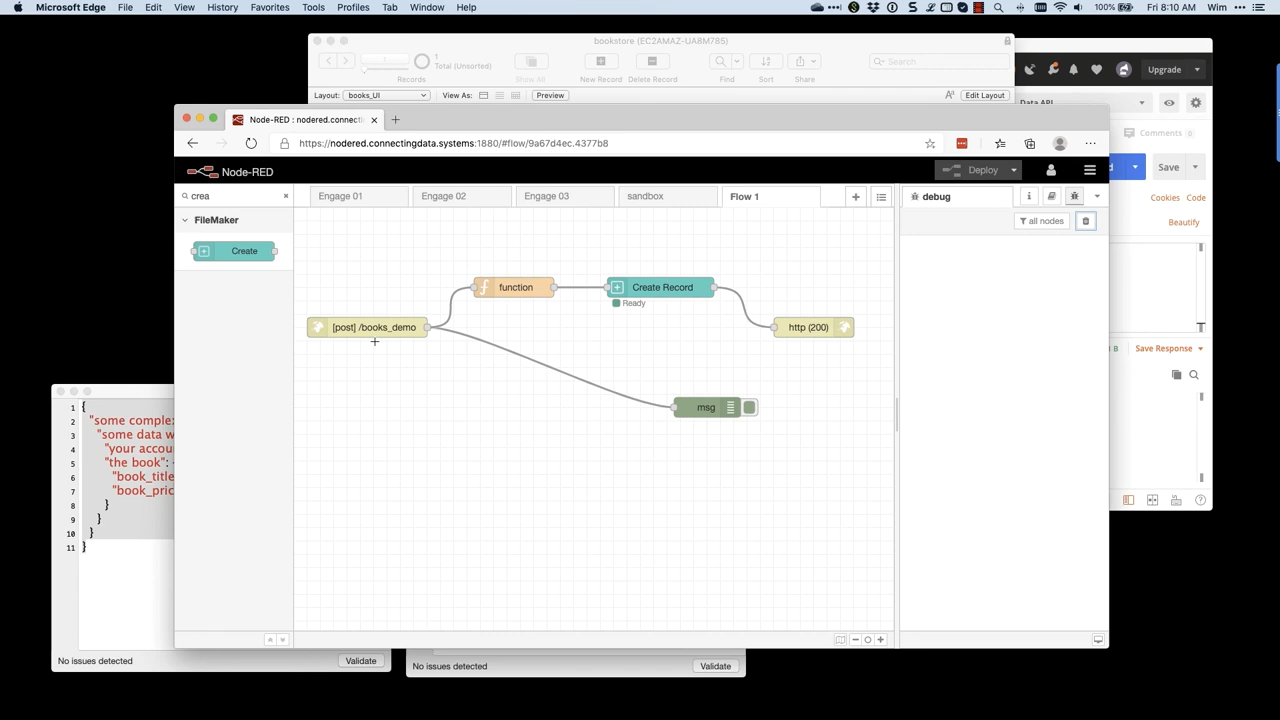 Microsoft Edge File Edit View History Favorites Tools Profiles Tab Window Help 100% Fri 8:10 AM Wim
bookstore (EC2AMAZ-UA8M785)
1
1
Total (Unsorted)
Search
Records Show All New Record Delete Record Find Sort Share
Layout: books_UI View As: Preview Edit Layout
Upgrade
Data API
Comments 0
Save
Cookies Code
Beautify
B
Save Response
Node-RED : nodered.connecti
https://nodered.connectingdata.systems:1880/#flow/9a67d4ec.4377b8
Node-RED
Deploy
crea
Engage 01
Engage 02
Engage 03
sandbox
Flow 1
debug
all nodes
FileMaker
Create
function
Create Record
Ready
[post] /books_demo
http (200)
msg
1 {
2 "some complex
3 "some data w
4 "your accou
5 "the book":
6 "book_title
7 "book_pric
8 }
9 }
10 }
11 }
No issues detected
Validate
No issues detected
Validate